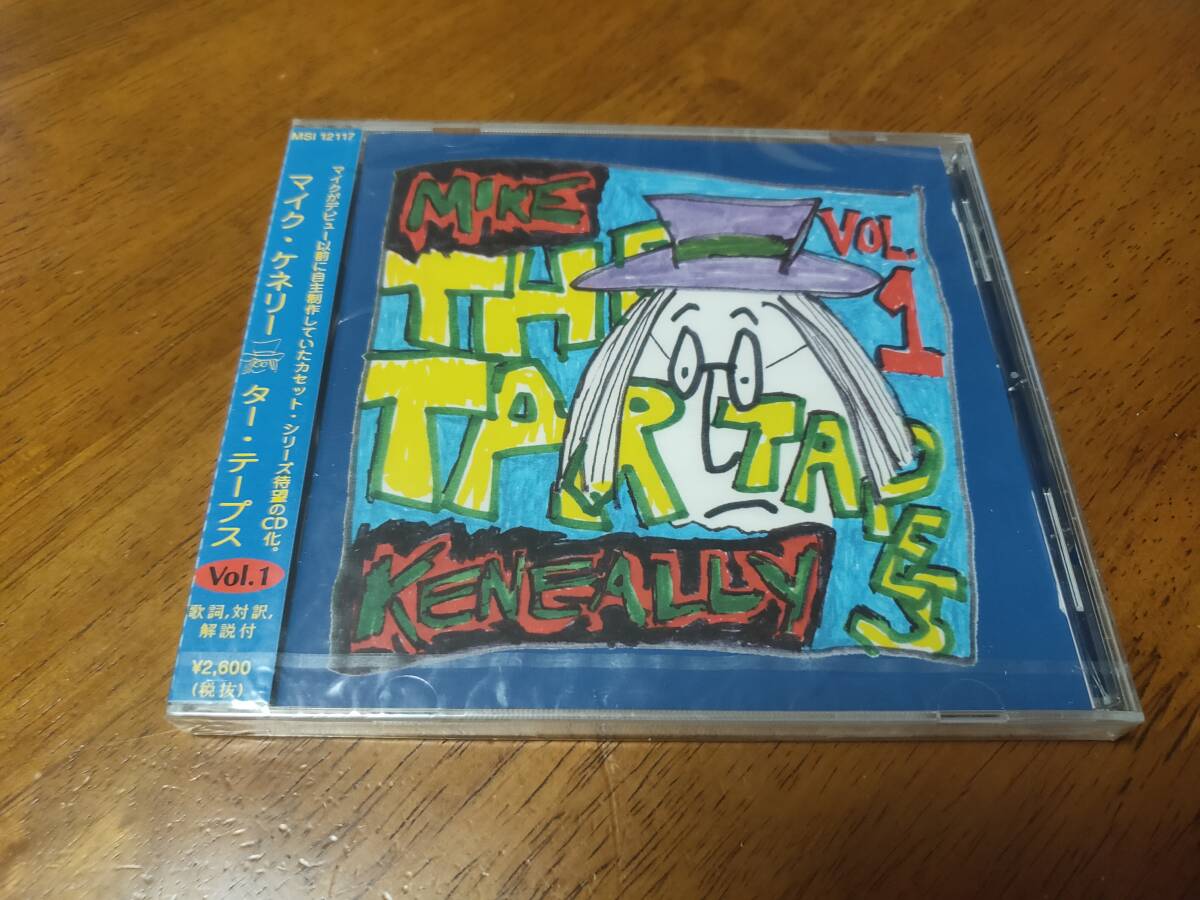 MSI 12117
マイクがデビュー以前に自主制作していたカセット・シリーズ待望のCD化。
マイク・ケネリー
ター・テープス
Vol.1
歌詞,対訳,
解説付
¥2,600
(税抜)
MIKE
VOL.
1
THE
TAR TAPES
KENEALLY